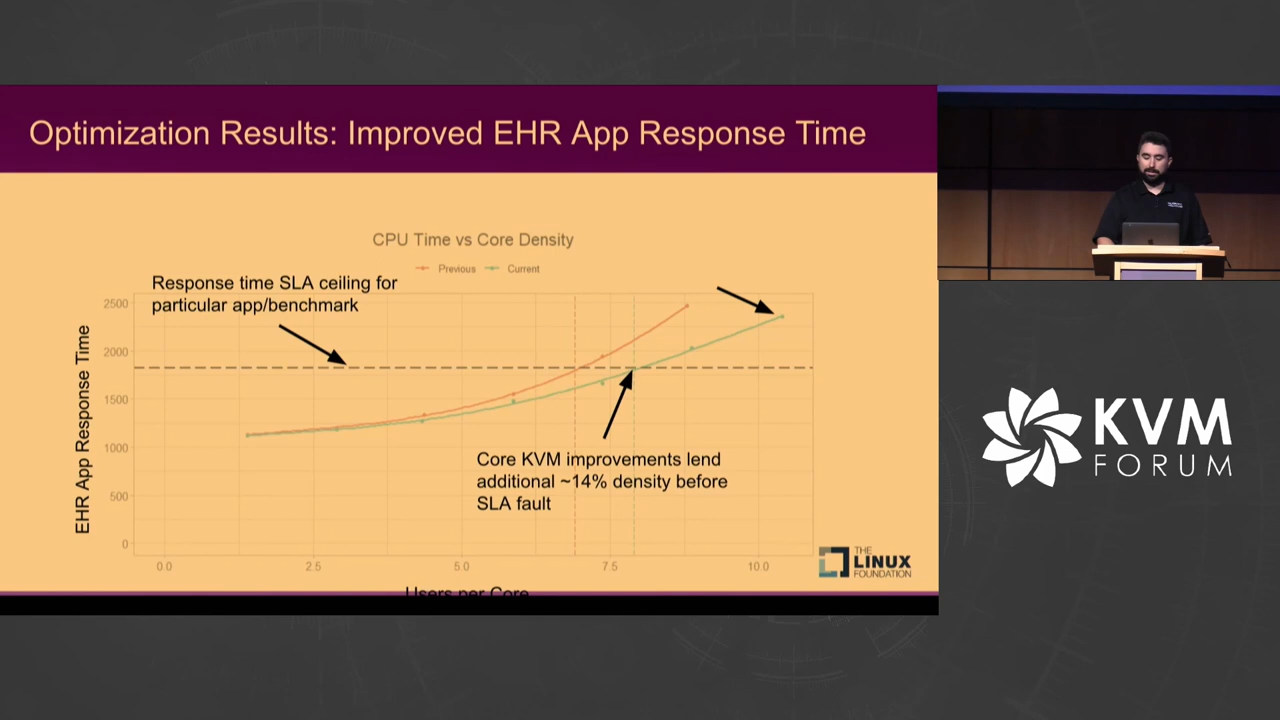 Optimization Results: Improved EHR App Response Time
CPU Time vs Core Density
Previous
Current
Response time SLA ceiling for
particular app/benchmark
EHR App Response Time
2500
2000
1500
1000
500
0
Core KVM improvements lend
additional ~14% density before
SLA fault
0.0
2.5
5.0
7.5
10.0
Users per Core
THE
LINUX
FOUNDATION
KVM
FORUM